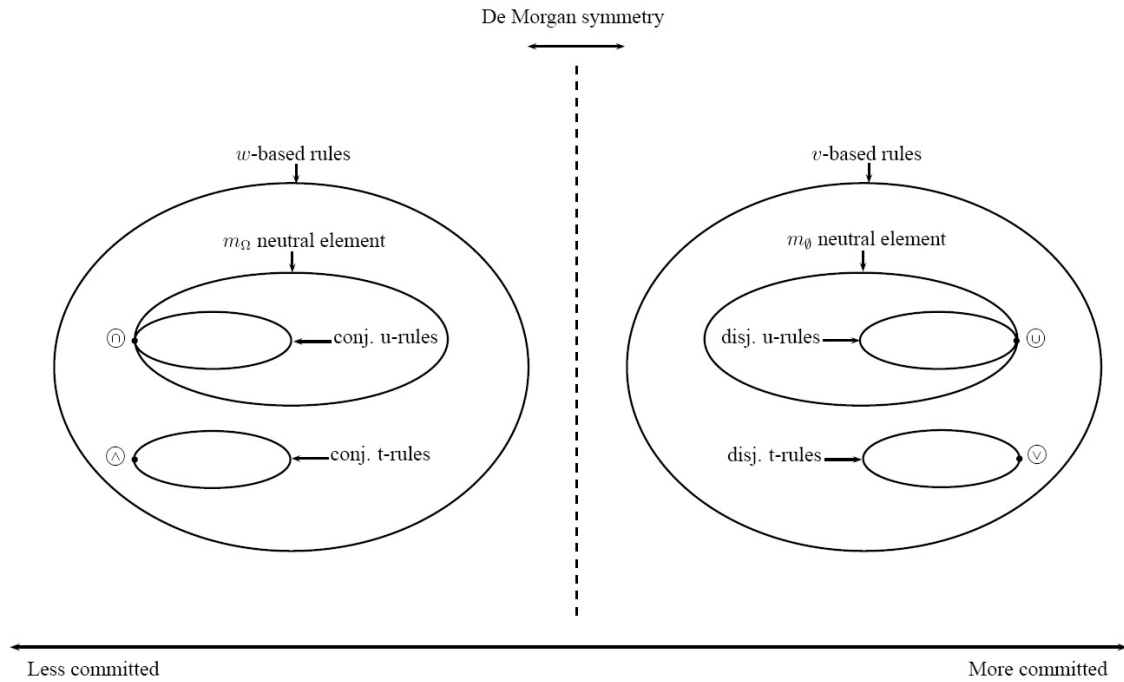 De Morgan symmetry
w-based rules
v-based rules
m_Ω neutral element
m_∅ neutral element
∩
conj. u-rules
disj. u-rules
∪
∧
conj. t-rules
disj. t-rules
∨
Less committed
More committed